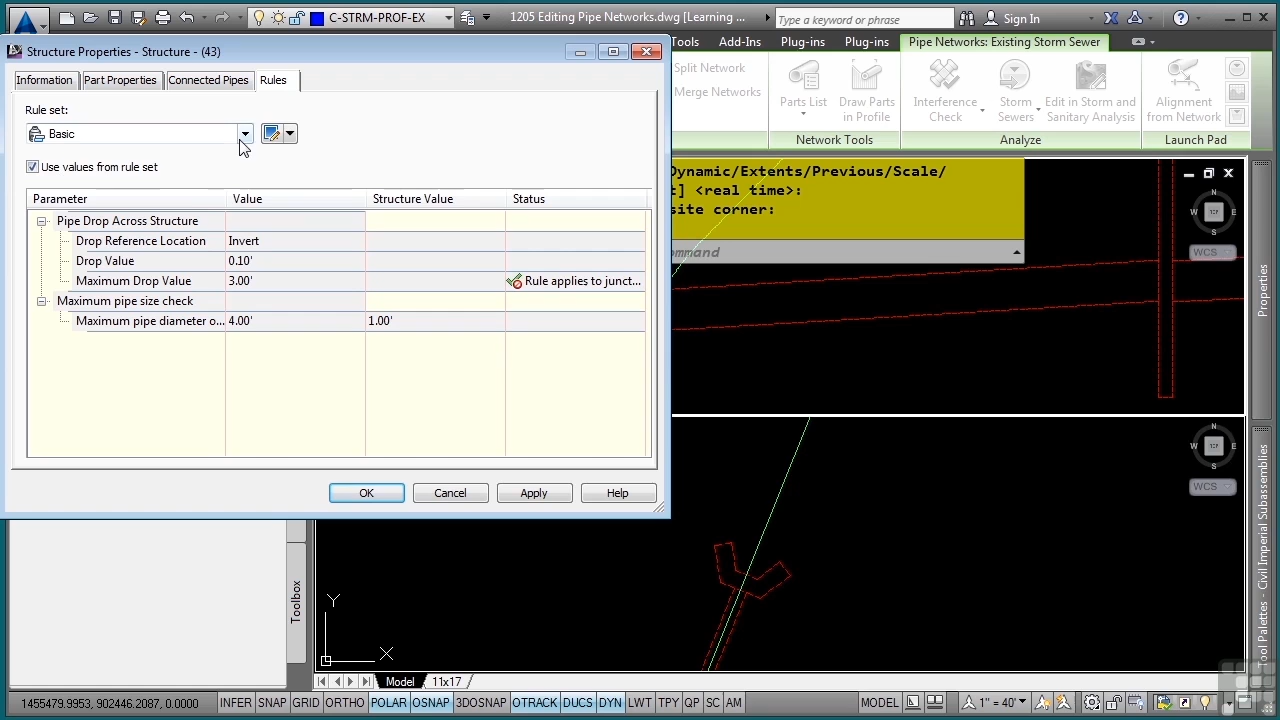 C-STRM-PROF-EX
1205 Editing Pipe Networks.dwg [Learning ...
Type a keyword or phrase
Sign In
Structure Properties - Structure - (43)
Tools
Add-Ins
Plug-ins
Plug-ins
Pipe Networks: Existing Storm Sewer
Information
Part Properties
Connected Pipes
Rules
Split Network
Merge Networks
Parts List
Draw Parts
in Profile
Interference
Check
Storm
Sewers
Edit in Storm and
Sanitary Analysis
Alignment
from Network
Network Tools
Analyze
Launch Pad
Rule set:
Basic
Use values from rule set
Parameter
Value
Structure Value
Status
Pipe Drop Across Structure
Drop Reference Location
Invert
Drop Value
0.10'
Maximum Drop Value
3.00'
Rule applies to junct...
Maximum pipe size check
Maximum pipe diameter o...
4.00'
1.00'
OK
Cancel
Apply
Help
Dynamic/Extents/Previous/Scale/
t] <real time>:
site corner:
ommand
N
W
TOP
E
S
WCS
N
W
TOP
E
S
WCS
Properties
Tool Palettes - Civil Imperial Subassemblies
Toolbox
Y
X
Model
11x17
1455479.9953, 902446.2087, 0.0000
INFER
SNAP
GRID
ORTHO
POLAR
OSNAP
3DOSNAP
OTRACK
DUCS
DYN
LWT
TPY
QP
SC
AM
MODEL
1" = 40'